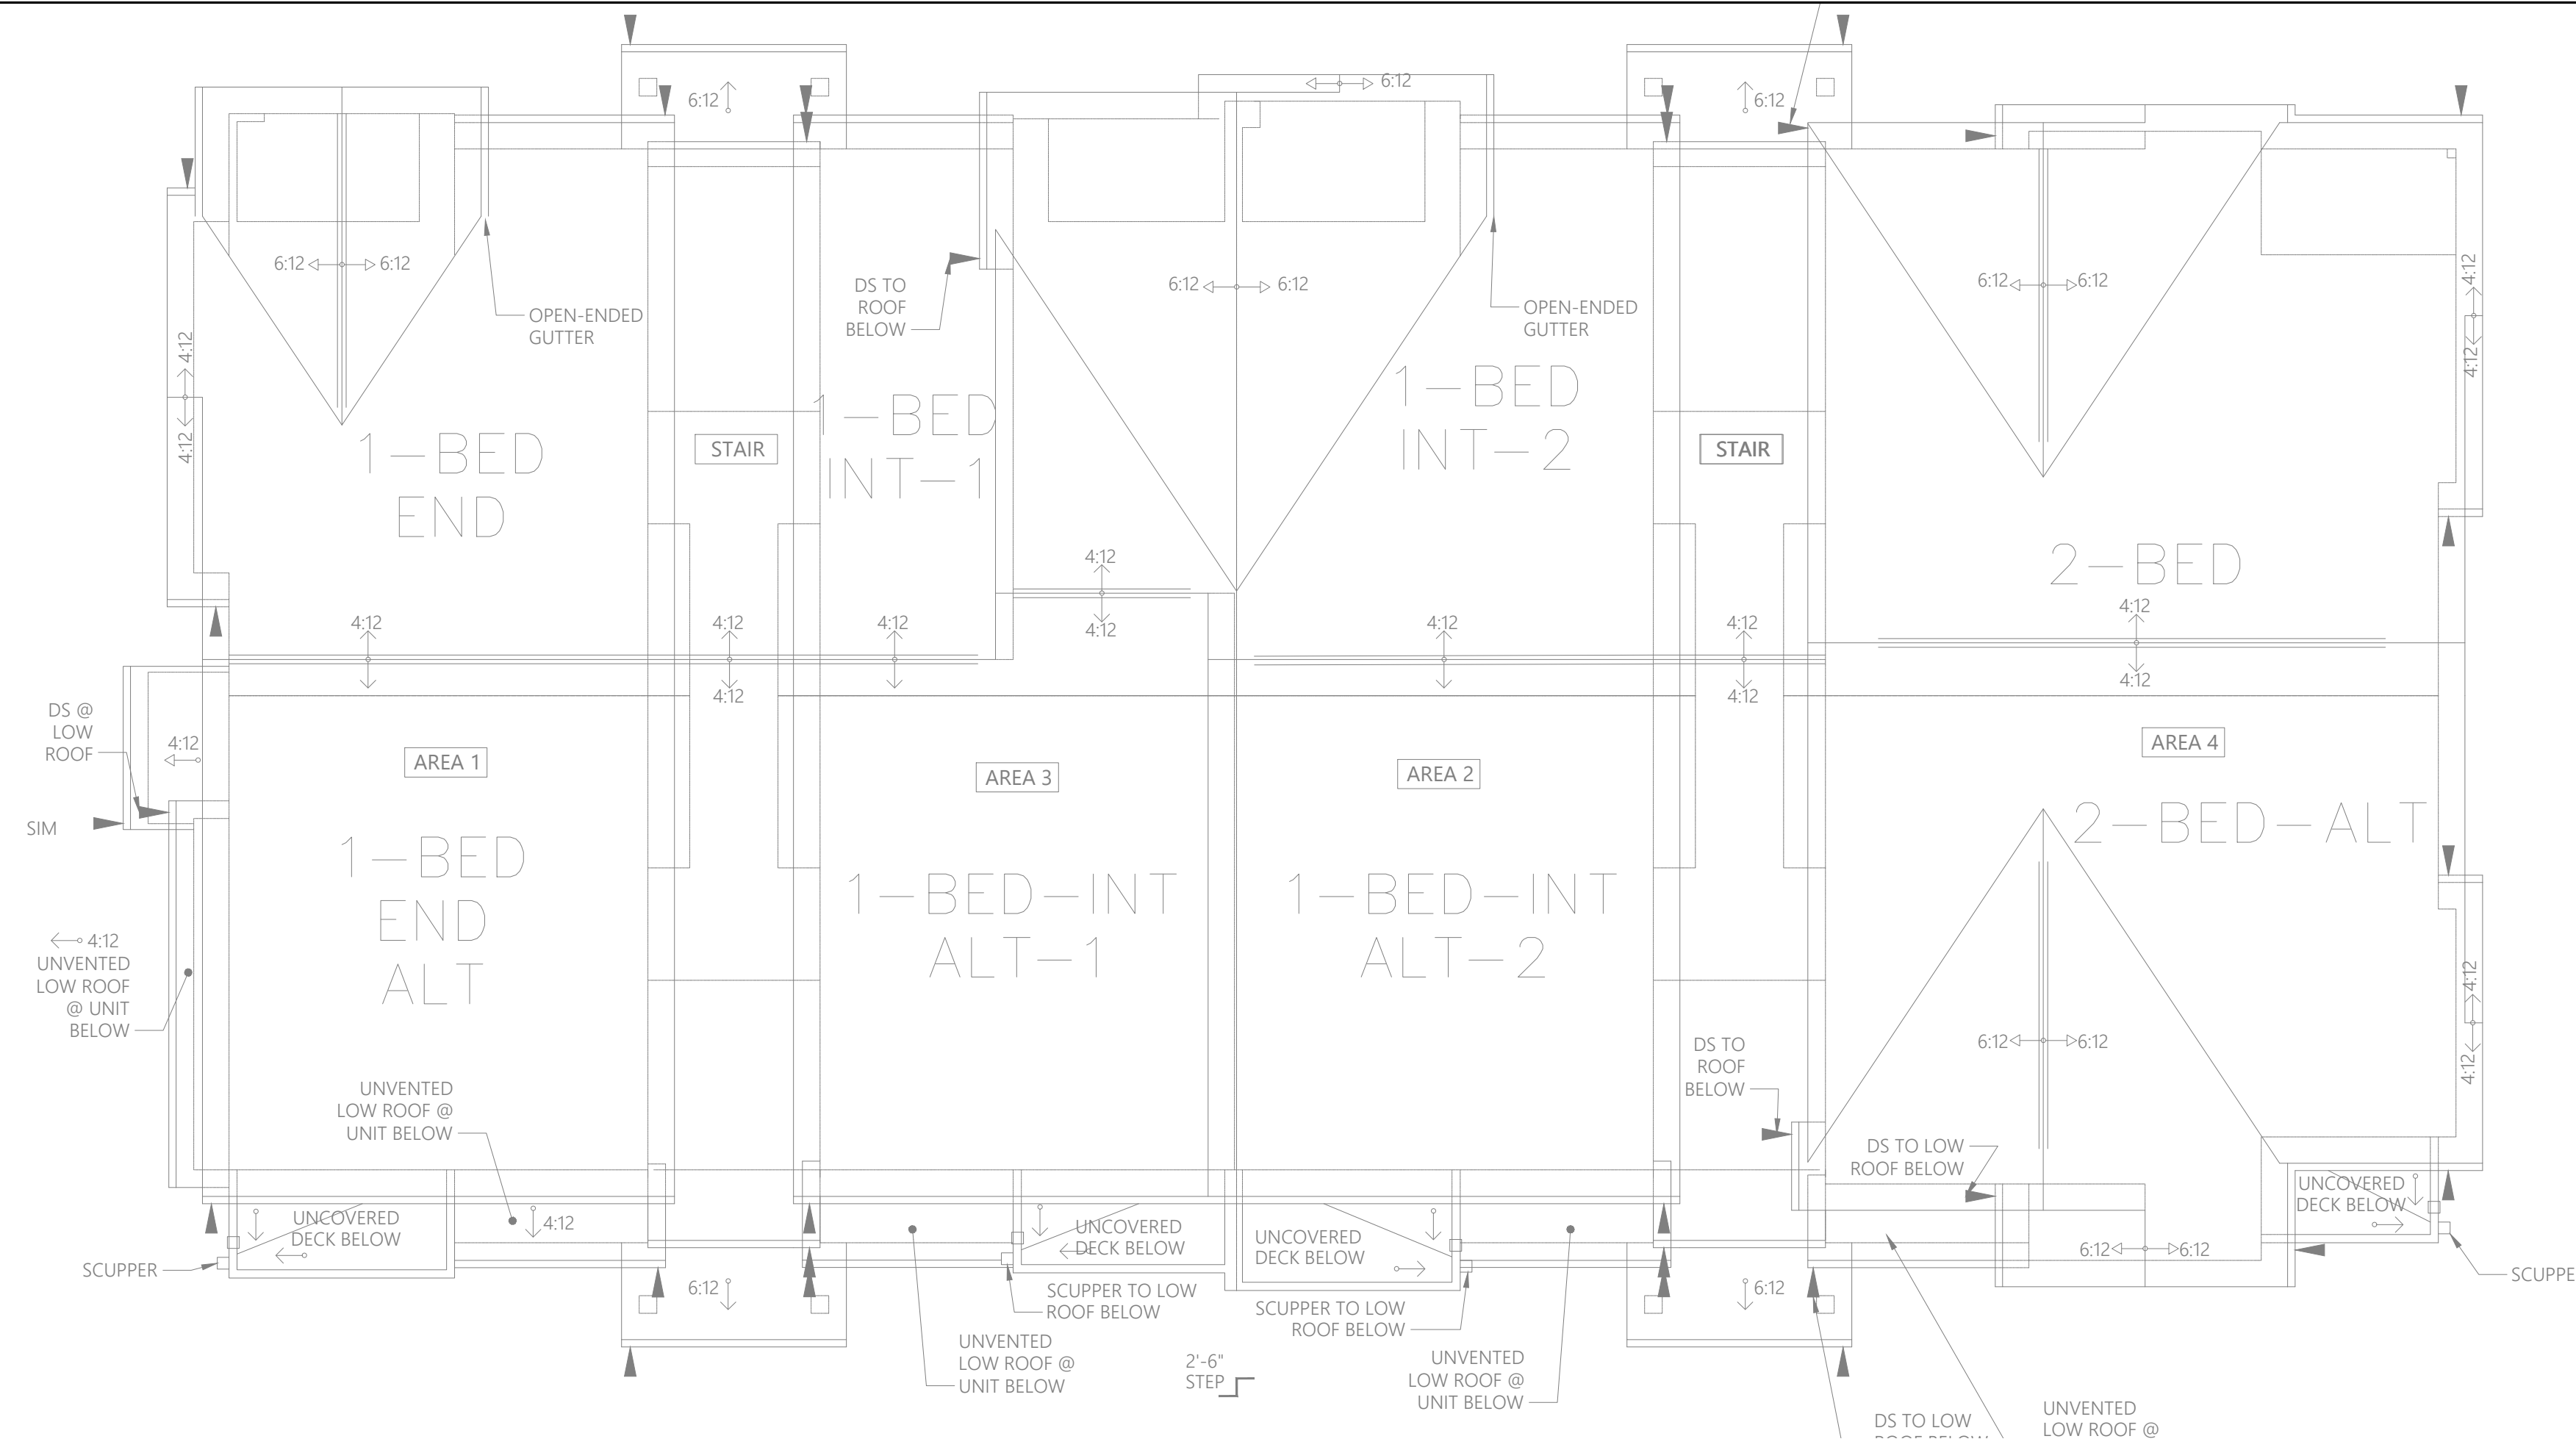 6:12
6:12
6:12
6:12 6:12
DS TO
ROOF
BELOW
6:12 6:12
6:12 6:12
4:12
4:12
OPEN-ENDED
GUTTER
OPEN-ENDED
GUTTER
4:12
4:12
1-BED
END
STAIR
1-BED
INT-1
1-BED
INT-2
STAIR
2-BED
4:12
4:12
4:12
4:12
4:12
4:12
4:12
4:12
4:12
4:12
4:12
4:12
DS @
LOW
ROOF
4:12
SIM
AREA 1
AREA 3
AREA 2
AREA 4
1-BED
END
ALT
1-BED-INT
ALT-1
1-BED-INT
ALT-2
2-BED-ALT
4:12
UNVENTED
LOW ROOF
@ UNIT
BELOW
UNVENTED
LOW ROOF @
UNIT BELOW
DS TO
ROOF
BELOW
6:12 6:12
4:12
4:12
DS TO LOW
ROOF BELOW
UNCOVERED
DECK BELOW
4:12
UNCOVERED
DECK BELOW
UNCOVERED
DECK BELOW
UNCOVERED
DECK BELOW
6:12 6:12
SCUPPER
6:12
SCUPPER TO LOW
ROOF BELOW
SCUPPER TO LOW
ROOF BELOW
6:12
SCUPPE
UNVENTED
LOW ROOF @
UNIT BELOW
2'-6"
STEP
UNVENTED
LOW ROOF @
UNIT BELOW
DS TO LOW
UNVENTED
LOW ROOF @